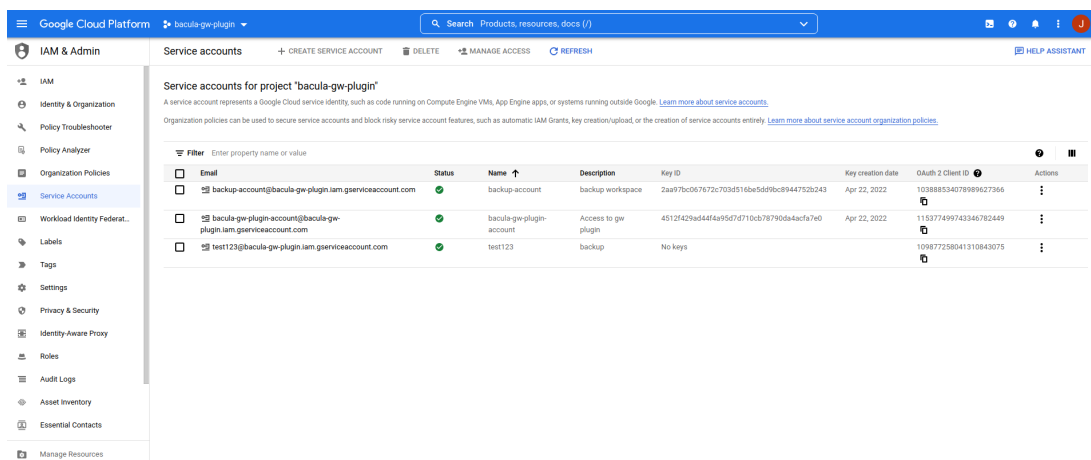 Google Cloud Platform bacula-gw-plugin Search Products, resources, docs (/) J
IAM & Admin
Service accounts + CREATE SERVICE ACCOUNT DELETE MANAGE ACCESS REFRESH HELP ASSISTANT
IAM
Identity & Organization
Policy Troubleshooter
Policy Analyzer
Organization Policies
Service Accounts
Workload Identity Federat...
Labels
Tags
Settings
Privacy & Security
Identity-Aware Proxy
Roles
Audit Logs
Asset Inventory
Essential Contacts
Manage Resources
Service accounts for project "bacula-gw-plugin"
A service account represents a Google Cloud service identity, such as code running on Compute Engine VMs, App Engine apps, or systems running outside Google. Learn more about service accounts.
Organization policies can be used to secure service accounts and block risky service account features, such as automatic IAM Grants, key creation/upload, or the creation of service accounts entirely. Learn more about service account organization policies.
Filter Enter property name or value
Email Status Name Description Key ID Key creation date OAuth 2 Client ID Actions
backup-account@bacula-gw-plugin.iam.gserviceaccount.com backup-account backup workspace 2aa97bc067672c703d516be5dd9bc8944752b243 Apr 22, 2022 103888534078989627366
bacula-gw-plugin-account@bacula-gw- bacula-gw-plugin- Access to gw 4512f429ad44f4a95d7d710cb78790da4acfa7e0 Apr 22, 2022 115377499743346782449
plugin.iam.gserviceaccount.com account plugin
test123@bacula-gw-plugin.iam.gserviceaccount.com test123 backup No keys 109877258041310843075